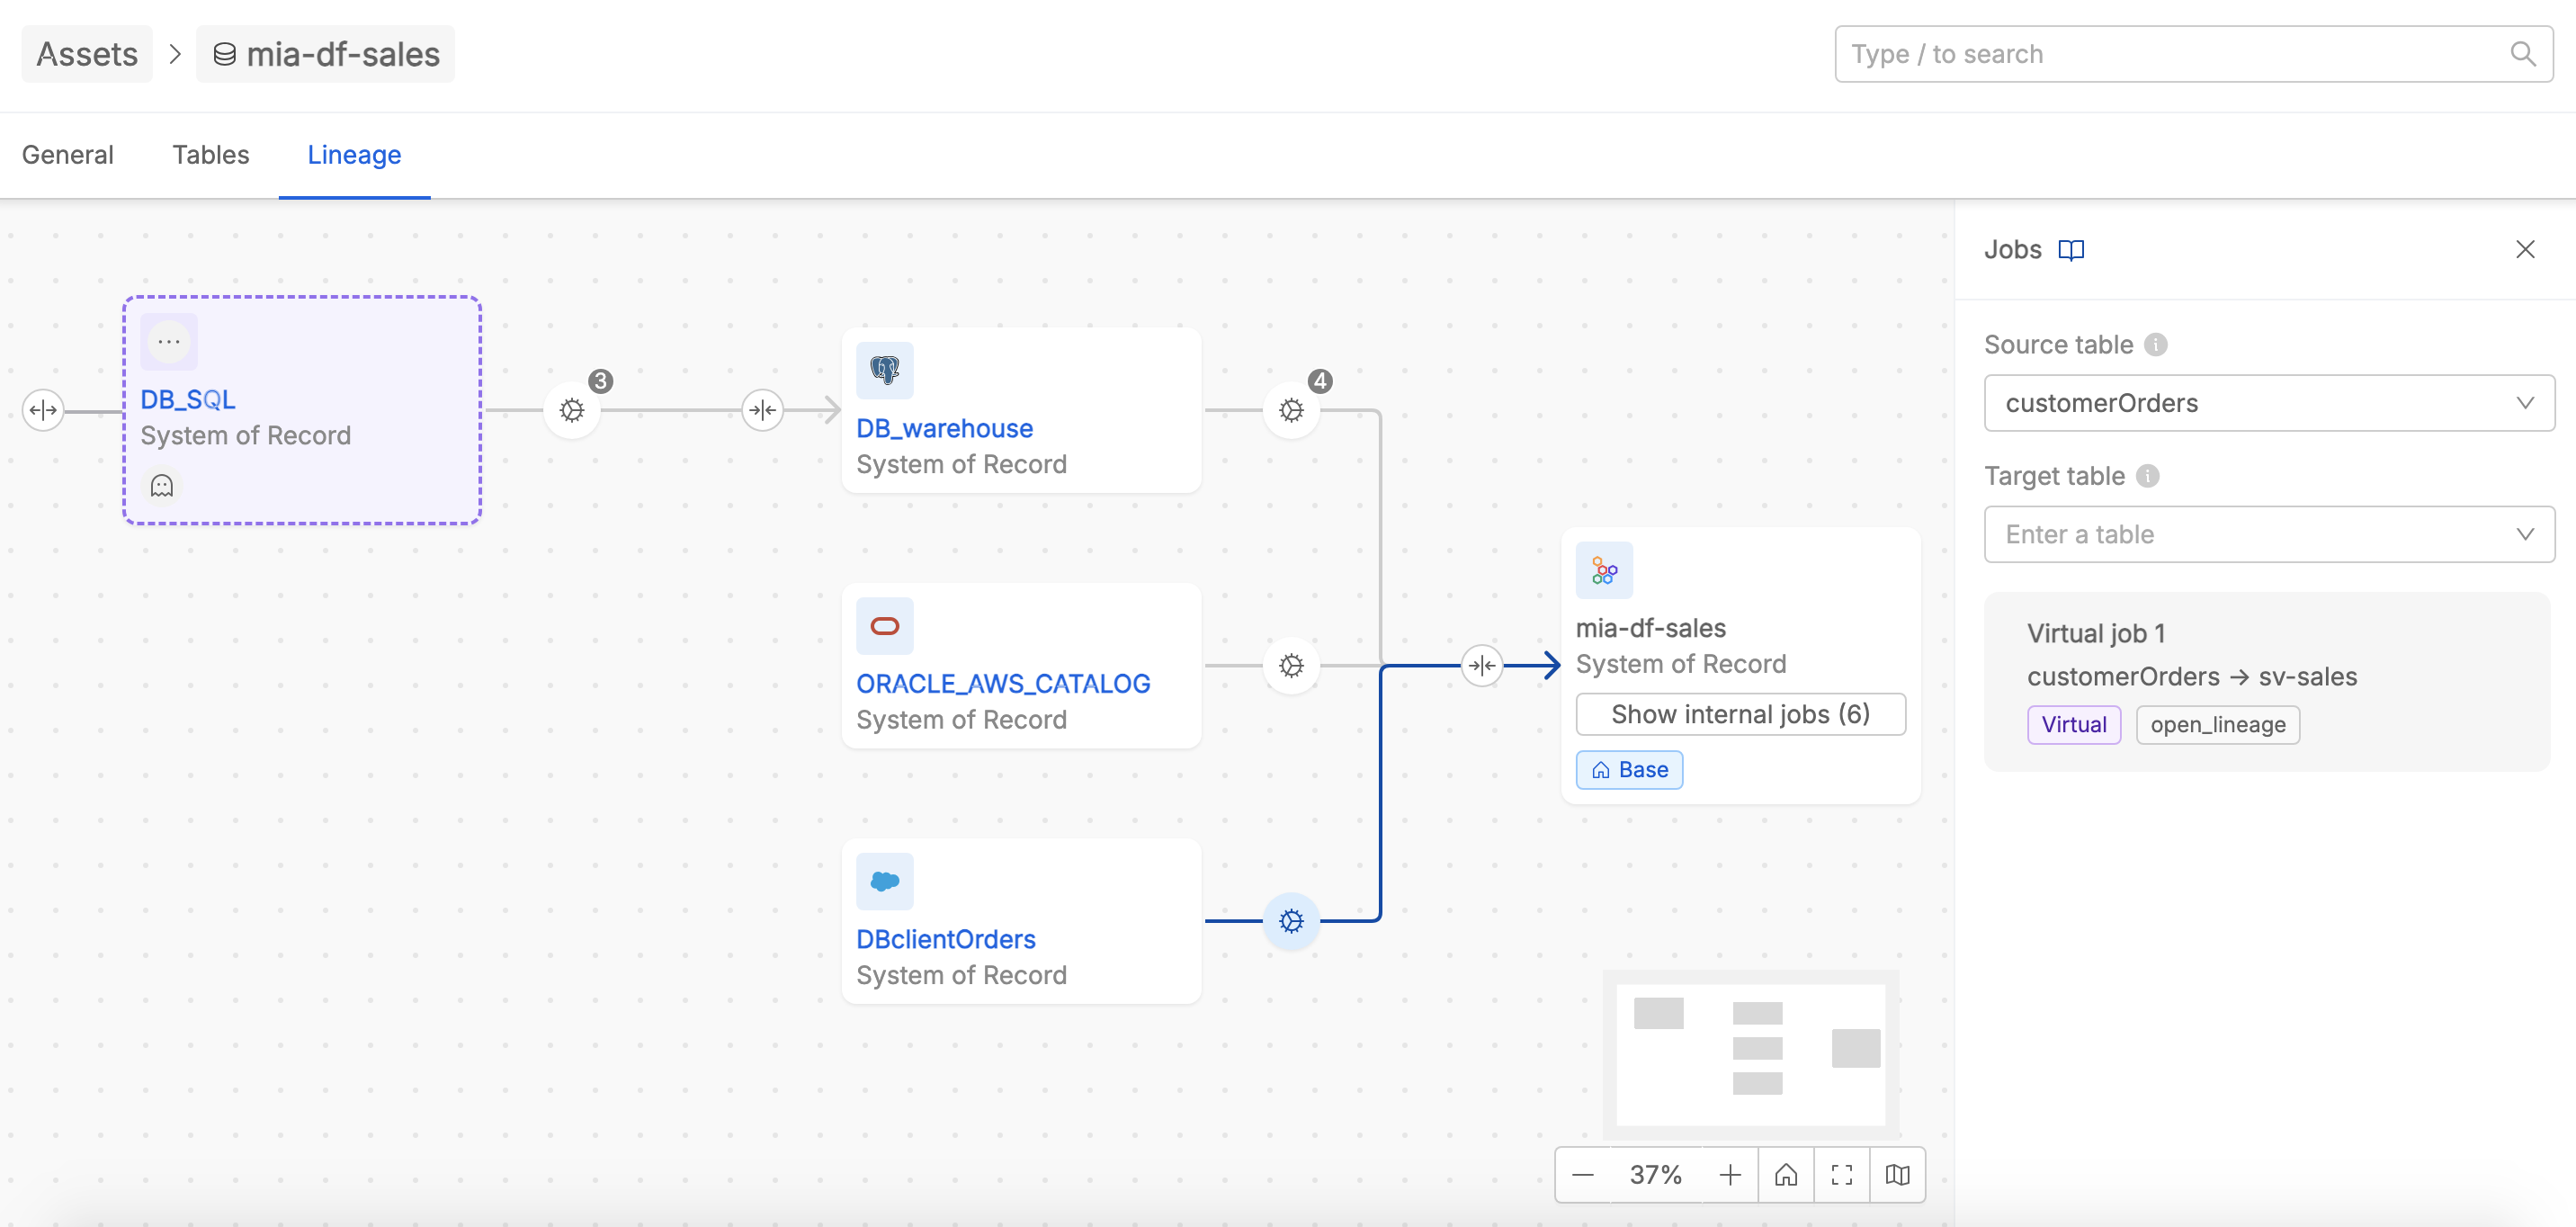 Assets > mia-df-sales
Type / to search
General Tables Lineage
DB_SQL
System of Record
3
DB_warehouse
System of Record
4
ORACLE_AWS_CATALOG
System of Record
DBclientOrders
System of Record
mia-df-sales
System of Record
Show internal jobs (6)
Base
37%
Jobs
Source table
customerOrders
Target table
Enter a table
Virtual job 1
customerOrders → sv-sales
Virtual open_lineage